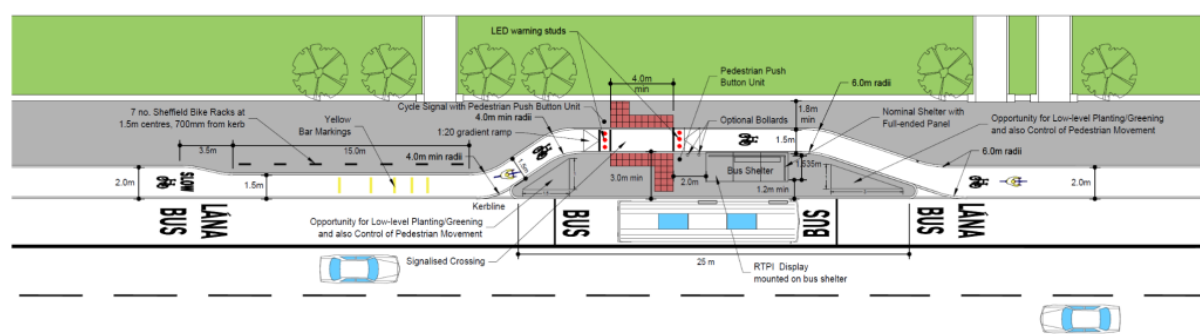 LED warning studs
4.0m
min
Pedestrian Push
Button Unit
6.0m radii
7 no. Sheffield Bike Racks at
1.5m centres, 700mm from kerb
Yellow
Bar Markings
Cycle Signal with Pedestrian Push Button Unit
4.0m min radii
1:20 gradient ramp
Optional Bollards
1.8m
min
1.5m
Nominal Shelter with
Full-ended Panel
Opportunity for Low-level Planting/Greening
and also Control of Pedestrian Movement
3.5m
15.0m
4.0m min radii
1.5m
6.0m radii
2.0m
SLOW
1.5m
3.0m min
2.0m
Bus Shelter
1.2m min
2.0m
Kerbline
Opportunity for Low-level Planting/Greening
and also Control of Pedestrian Movement
Signalised Crossing
LÁNA
BUS
BUS
BUS
LÁNA
BUS
25 m
RTPI Display
mounted on bus shelter